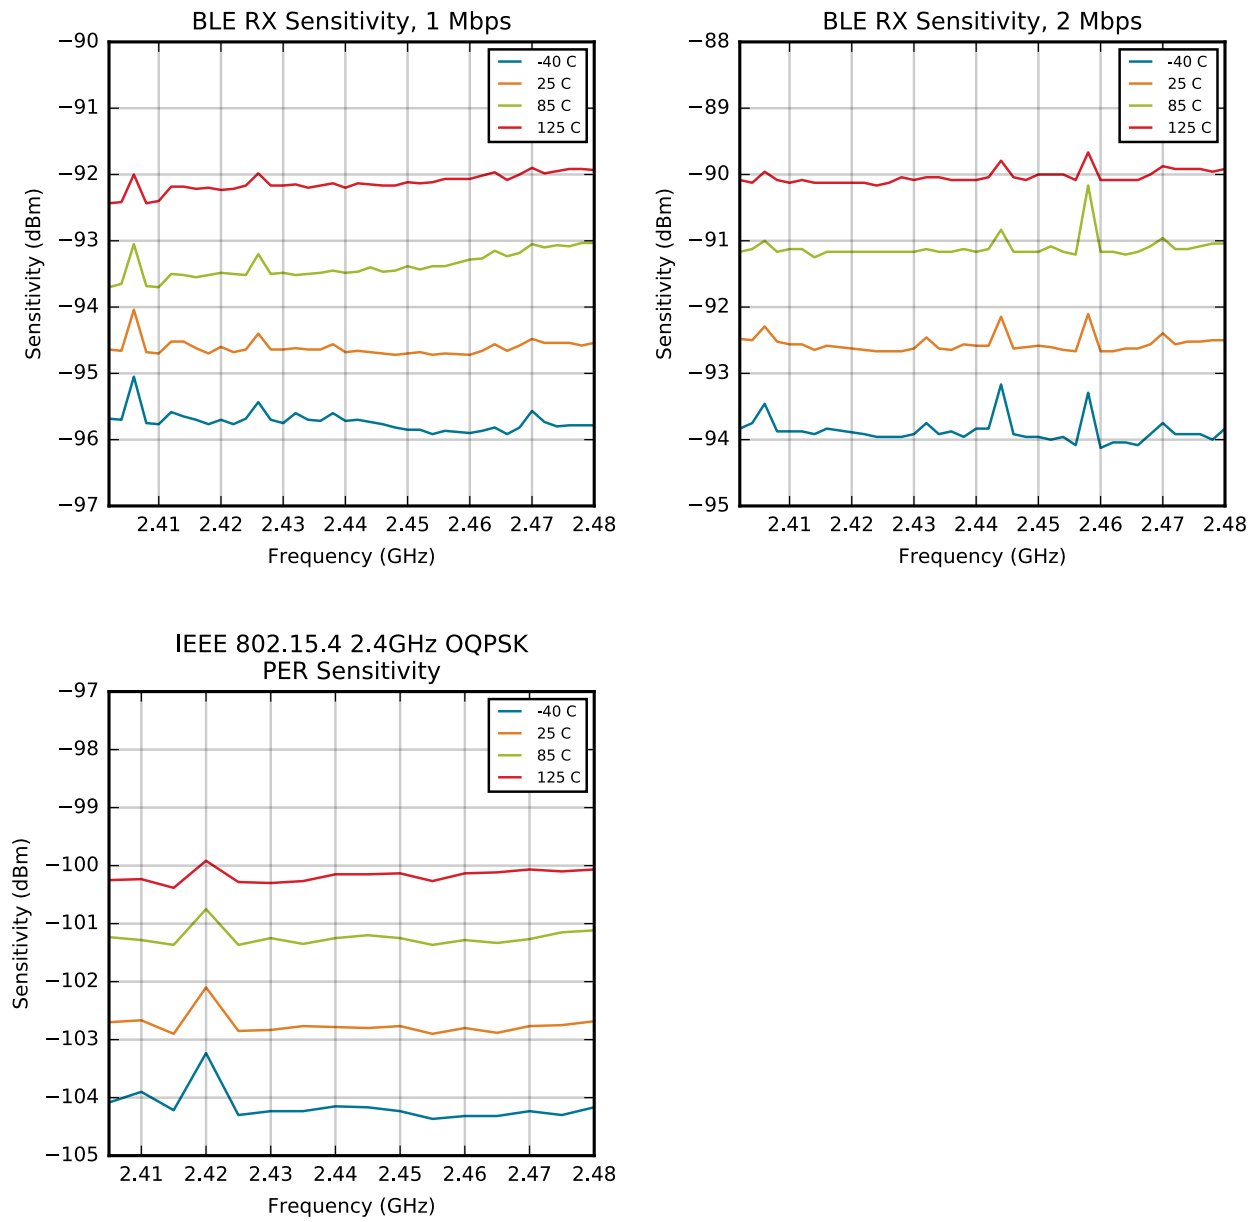 BLE RX Sensitivity, 1 Mbps
−90
−91
−92
−93
−94
−95
−96
−97
Sensitivity (dBm)
-40 C
25 C
85 C
125 C
2.41 2.42 2.43 2.44 2.45 2.46 2.47 2.48
Frequency (GHz)
BLE RX Sensitivity, 2 Mbps
−88
−89
−90
−91
−92
−93
−94
−95
Sensitivity (dBm)
-40 C
25 C
85 C
125 C
2.41 2.42 2.43 2.44 2.45 2.46 2.47 2.48
Frequency (GHz)
IEEE 802.15.4 2.4GHz OQPSK
PER Sensitivity
−97
−98
−99
−100
−101
−102
−103
−104
−105
Sensitivity (dBm)
-40 C
25 C
85 C
125 C
2.41 2.42 2.43 2.44 2.45 2.46 2.47 2.48
Frequency (GHz)